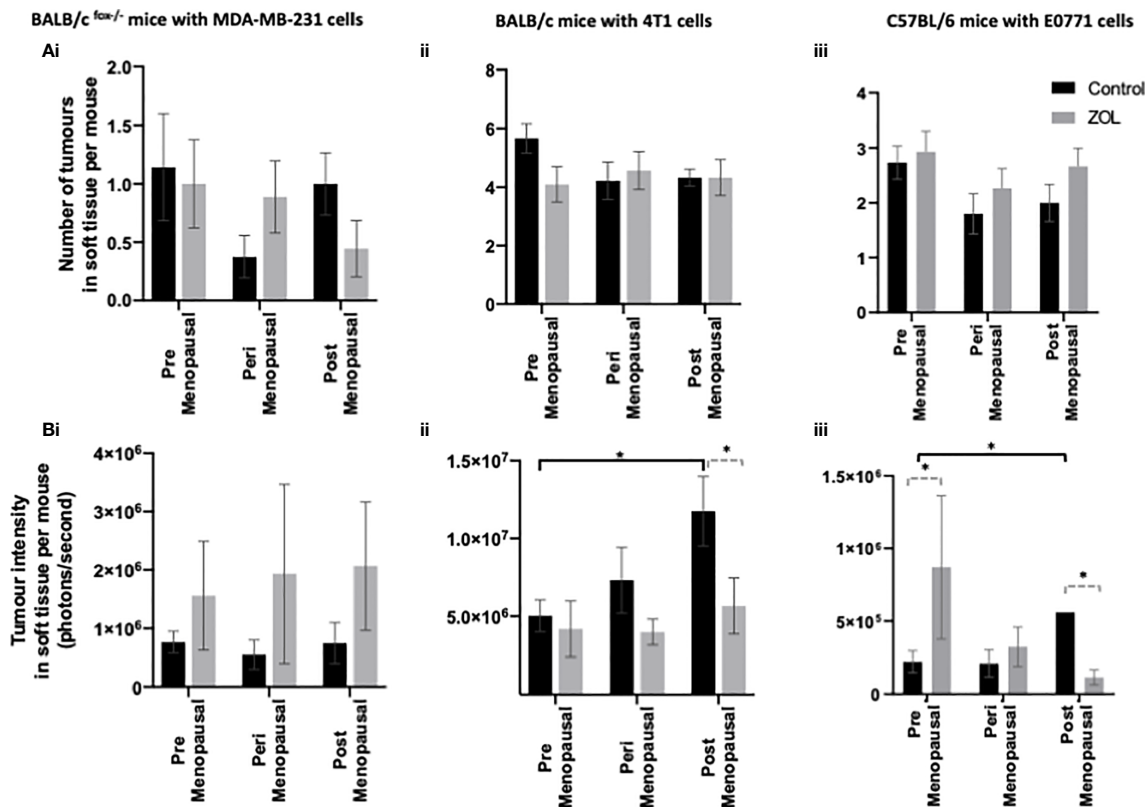 BALB/c fox-/- mice with MDA-MB-231 cells
BALB/c mice with 4T1 cells
C57BL/6 mice with E0771 cells
Ai
Number of tumours
in soft tissue per mouse
2.0
1.5
1.0
0.5
0.0
Pre
Menopausal
Peri
Menopausal
Post
Menopausal
ii
8
6
4
2
0
Pre
Menopausal
Peri
Menopausal
Post
Menopausal
iii
4
3
2
1
0
Pre
Menopausal
Peri
Menopausal
Post
Menopausal
Control
ZOL
Bi
Tumour intensity
in soft tissue per mouse
(photons/second)
4×10⁶
3×10⁶
2×10⁶
1×10⁶
0
Pre
Menopausal
Peri
Menopausal
Post
Menopausal
ii
*
*
1.5×10⁷
1.0×10⁷
5.0×10⁶
Pre
Menopausal
Peri
Menopausal
Post
Menopausal
iii
*
*
*
1.5×10⁶
1×10⁶
5×10⁵
0
Pre
Menopausal
Peri
Menopausal
Post
Menopausal